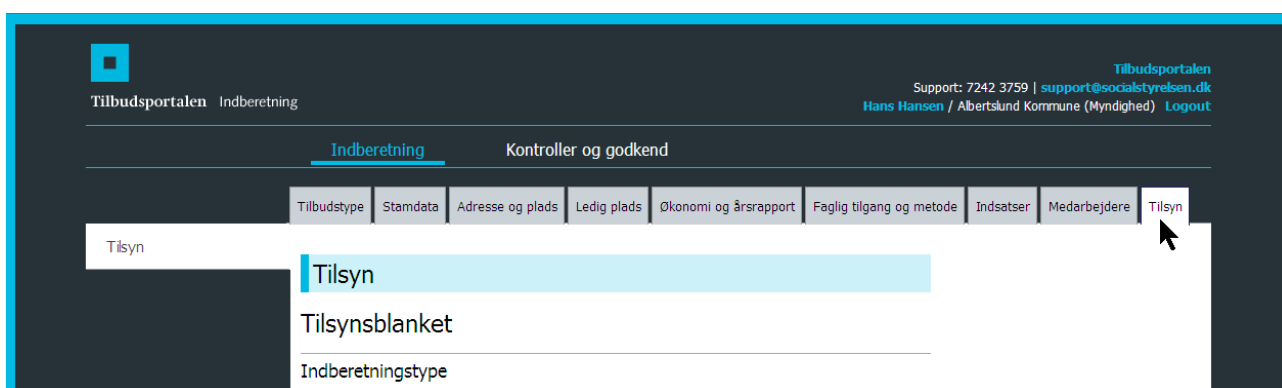 Tilbudsportalen
Support: 7242 3759 | support@socialstyrelsen.dk
Tilbudsportalen Indberetning
Hans Hansen / Albertslund Kommune (Myndighed) Logout
Indberetning Kontroller og godkend
Tilbudstype Stamdata Adresse og plads Ledig plads Økonomi og årsrapport Faglig tilgang og metode Indsatser Medarbejdere Tilsyn
Tilsyn
Tilsyn
Tilsynsblanket
Indberetningstype